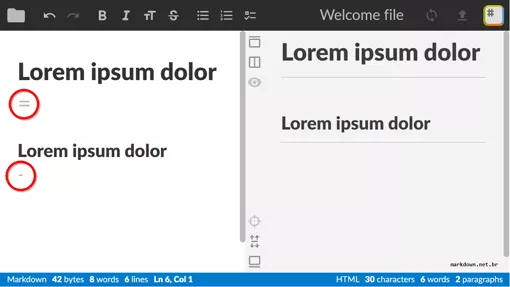 B I TT S Welcome file #
Lorem ipsum dolor
=
Lorem ipsum dolor
-
Lorem ipsum dolor
Lorem ipsum dolor
markdown.net.br
Markdown 42 bytes 8 words 6 lines Ln 6, Col 1 HTML 30 characters 6 words 2 paragraphs